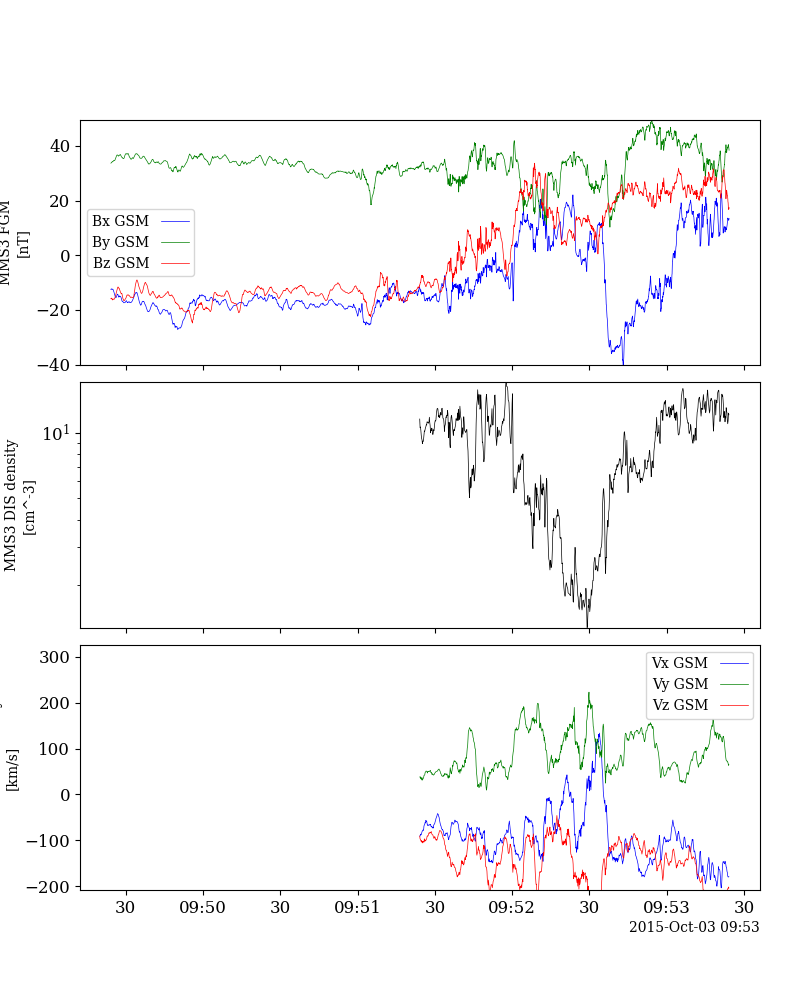 40
20
0
−20
−40
MMS3 FGM
[nT]
Bx GSM
By GSM
Bz GSM
10^1
MMS3 DIS density
[cm^-3]
300
200
100
0
−100
−200
[km/s]
Vx GSM
Vy GSM
Vz GSM
30 09:50 30 09:51 30 09:52 30 09:53 30
2015-Oct-03 09:53